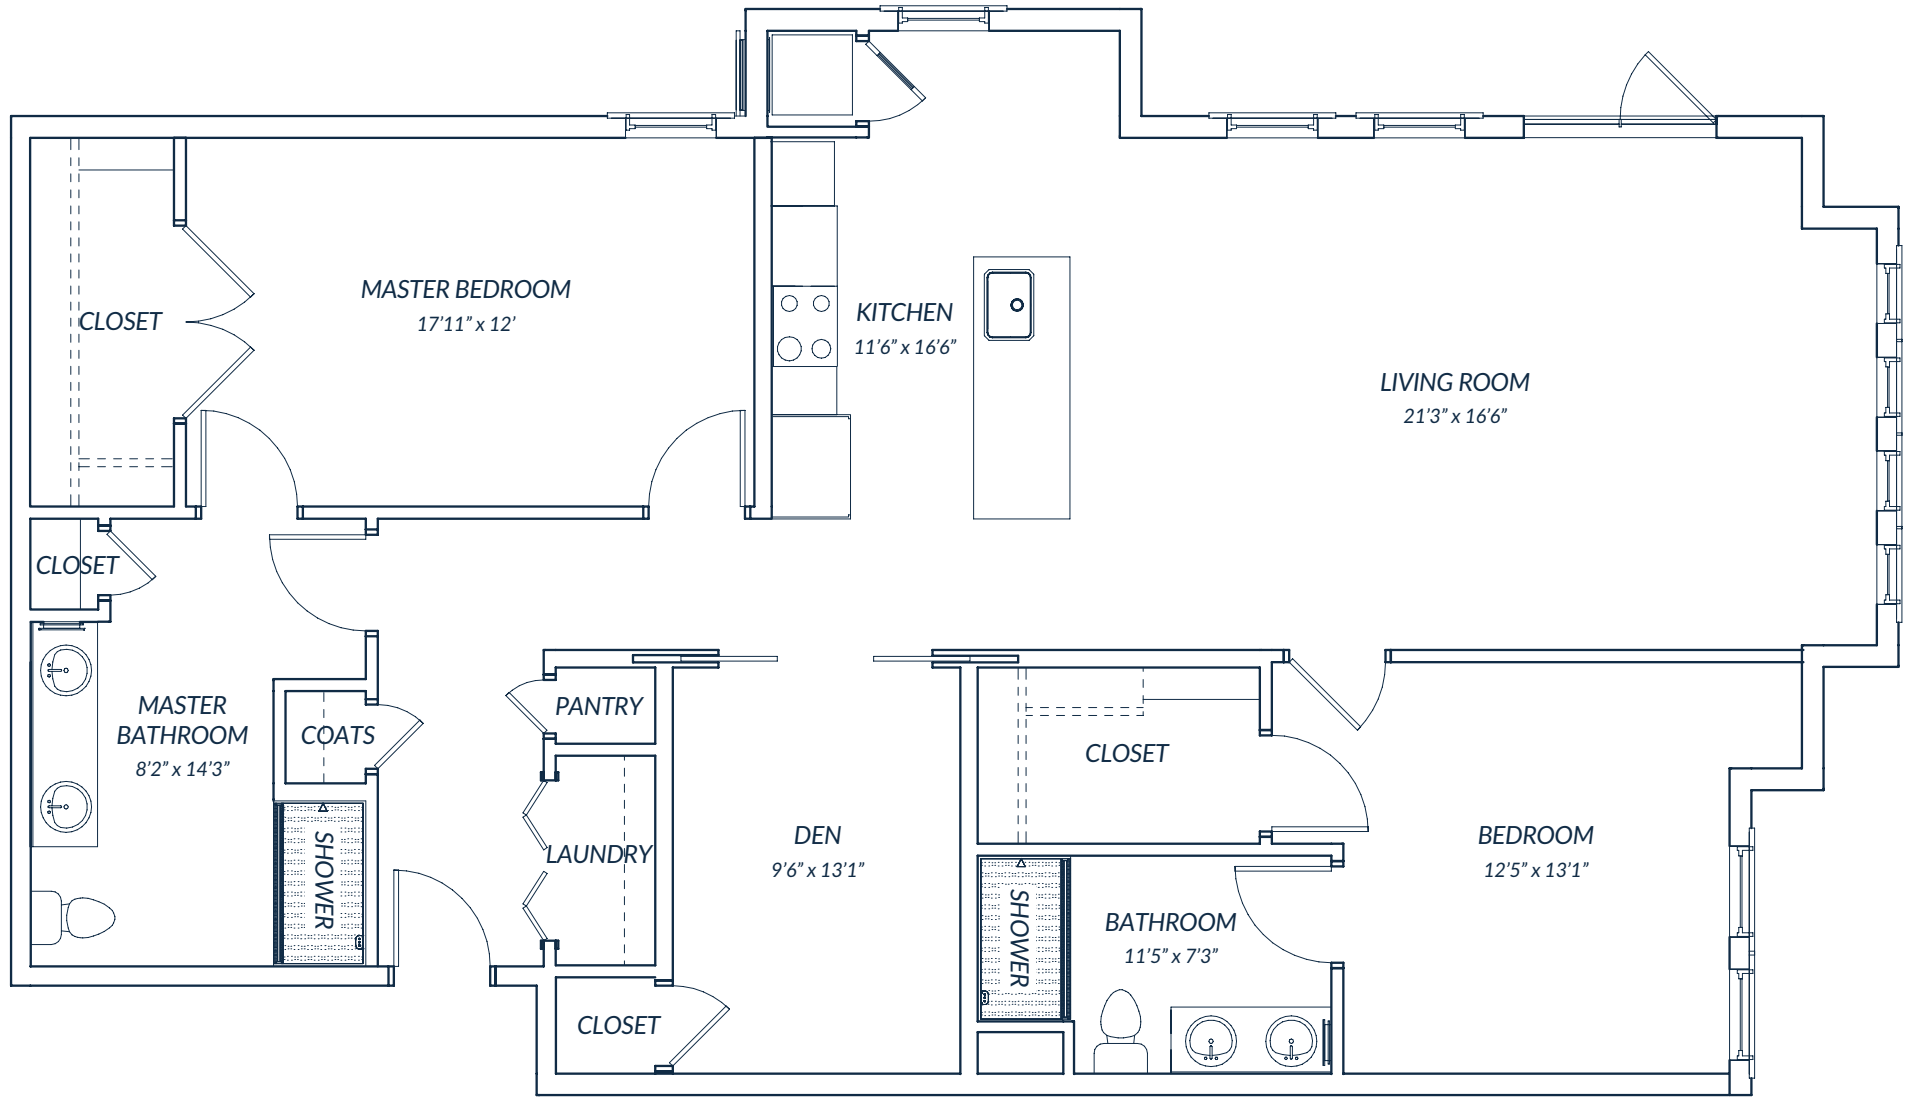 MASTER BEDROOM
17'11" x 12'
CLOSET
KITCHEN
11'6" x 16'6"
LIVING ROOM
21'3" x 16'6"
CLOSET
MASTER
BATHROOM
8'2" x 14'3"
COATS
PANTRY
SHOWER
LAUNDRY
DEN
9'6" x 13'1"
CLOSET
CLOSET
BEDROOM
12'5" x 13'1"
SHOWER
BATHROOM
11'5" x 7'3"